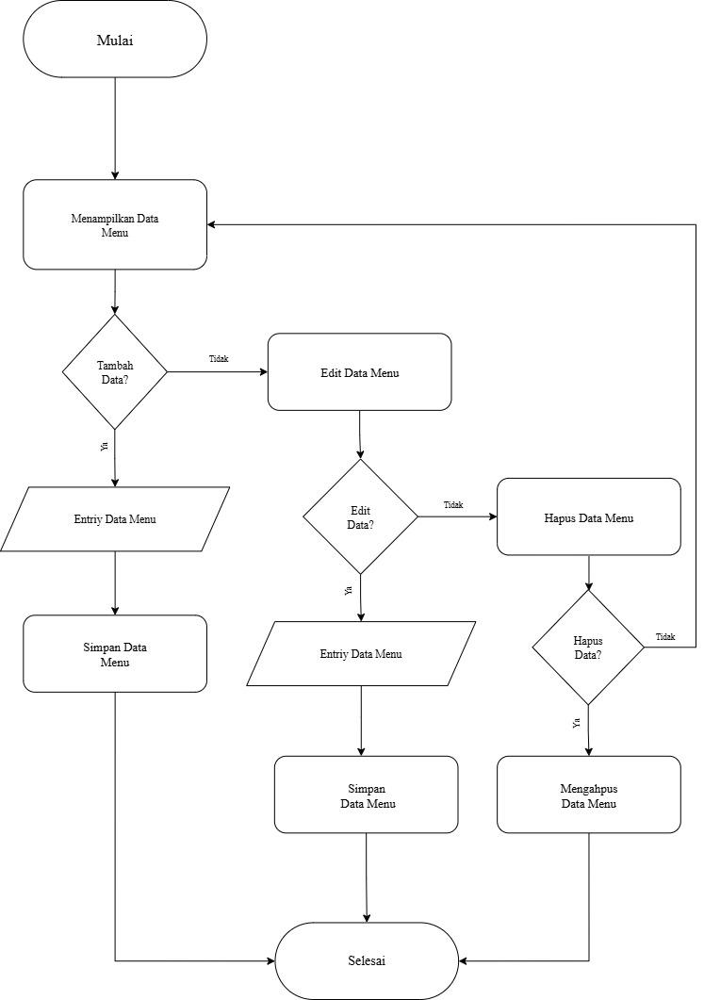 Mulai
Menampilkan Data
Menu
Tambah
Data?
Tidak
Edit Data Menu
Ya
Entriy Data Menu
Simpan Data
Menu
Edit
Data?
Tidak
Hapus Data Menu
Ya
Entriy Data Menu
Simpan
Data Menu
Hapus
Data?
Tidak
Ya
Mengahpus
Data Menu
Selesai